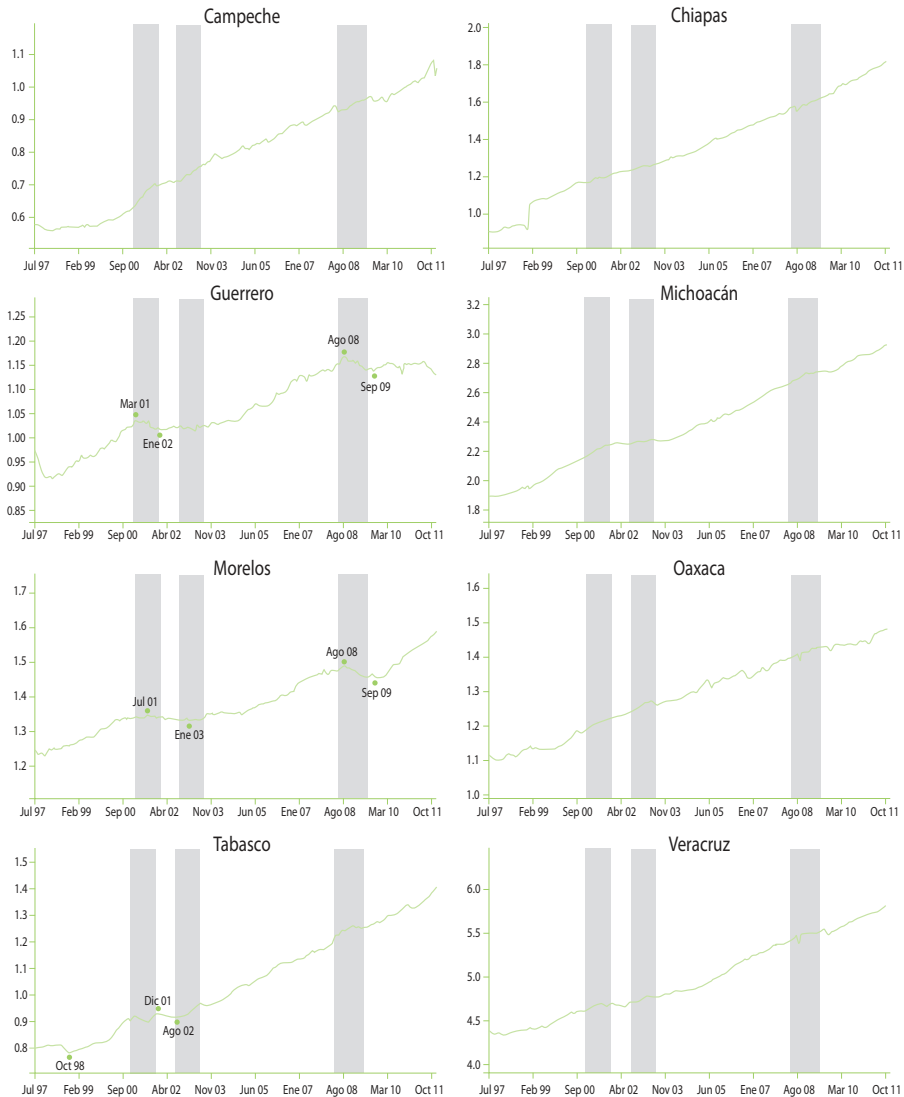 Campeche
1.1
1.0
0.9
0.8
0.7
0.6
Jul 97 Feb 99 Sep 00 Abr 02 Nov 03 Jun 05 Ene 07 Ago 08 Mar 10 Oct 11
Chiapas
2.0
1.8
1.6
1.4
1.2
1.0
Jul 97 Feb 99 Sep 00 Abr 02 Nov 03 Jun 05 Ene 07 Ago 08 Mar 10 Oct 11
Guerrero
1.25
1.20
1.15
1.10
1.05
1.00
0.95
0.90
0.85
Ago 08
Sep 09
Mar 01
Ene 02
Jul 97 Feb 99 Sep 00 Abr 02 Nov 03 Jun 05 Ene 07 Ago 08 Mar 10 Oct 11
Michoacán
3.2
3.0
2.8
2.6
2.4
2.2
2.0
1.8
Jul 97 Feb 99 Sep 00 Abr 02 Nov 03 Jun 05 Ene 07 Ago 08 Mar 10 Oct 11
Morelos
1.7
1.6
1.5
1.4
1.3
1.2
Ago 08
Sep 09
Jul 01
Ene 03
Jul 97 Feb 99 Sep 00 Abr 02 Nov 03 Jun 05 Ene 07 Ago 08 Mar 10 Oct 11
Oaxaca
1.6
1.5
1.4
1.3
1.2
1.1
1.0
Jul 97 Feb 99 Sep 00 Abr 02 Nov 03 Jun 05 Ene 07 Ago 08 Mar 10 Oct 11
Tabasco
1.5
1.4
1.3
1.2
1.1
1.0
0.9
0.8
Dic 01
Ago 02
Oct 98
Jul 97 Feb 99 Sep 00 Abr 02 Nov 03 Jun 05 Ene 07 Ago 08 Mar 10 Oct 11
Veracruz
6.0
5.5
5.0
4.5
4.0
Jul 97 Feb 99 Sep 00 Abr 02 Nov 03 Jun 05 Ene 07 Ago 08 Mar 10 Oct 11